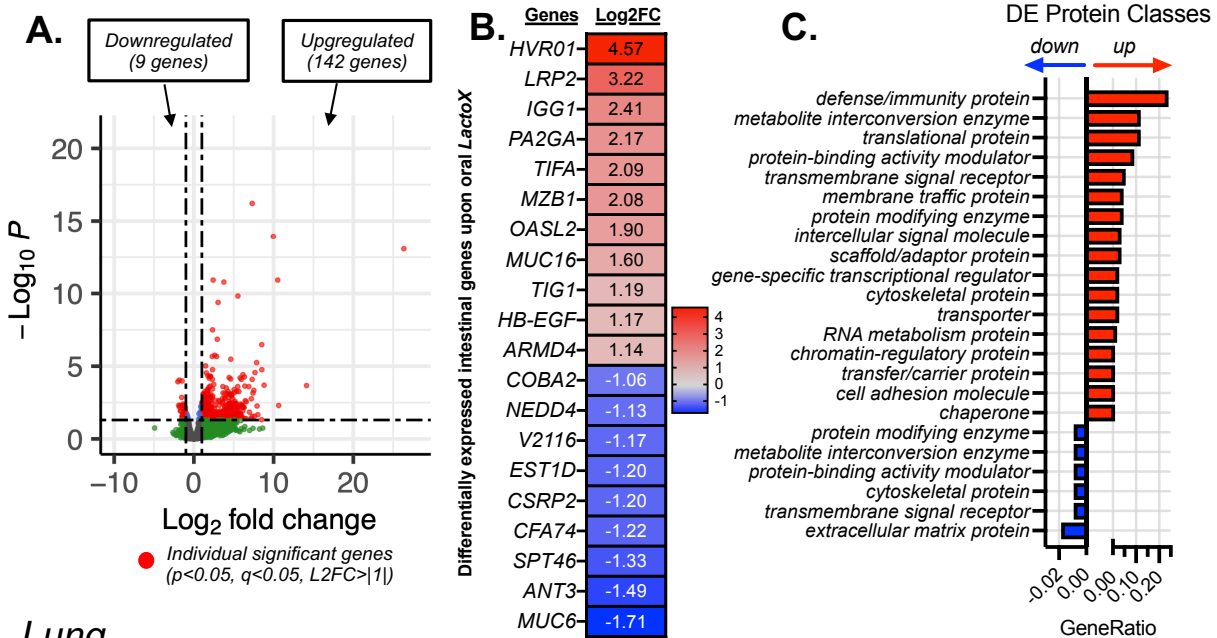 A.
Downregulated
(9 genes)
Upgregulated
(142 genes)
−Log10 P
20
15
10
5
0
−10 0 10 20
Log2 fold change
Individual significant genes
(p<0.05, q<0.05, L2FC>|1|)
Lung
B.
Genes Log2FC
Differentially expressed intestinal genes upon oral LactoX
HVR01 4.57
LRP2 3.22
IGG1 2.41
PA2GA 2.17
TIFA 2.09
MZB1 2.08
OASL2 1.90
MUC16 1.60
TIG1 1.19
HB-EGF 1.17
ARMD4 1.14
COBA2 -1.06
NEDD4 -1.13
V2116 -1.17
EST1D -1.20
CSRP2 -1.20
CFA74 -1.22
SPT46 -1.33
ANT3 -1.49
MUC6 -1.71
4
3
2
1
0
-1
C.
DE Protein Classes
down up
defense/immunity protein
metabolite interconversion enzyme
translational protein
protein-binding activity modulator
transmembrane signal receptor
membrane traffic protein
protein modifying enzyme
intercellular signal molecule
scaffold/adaptor protein
gene-specific transcriptional regulator
cytoskeletal protein
transporter
RNA metabolism protein
chromatin-regulatory protein
transfer/carrier protein
cell adhesion molecule
chaperone
protein modifying enzyme
metabolite interconversion enzyme
protein-binding activity modulator
cytoskeletal protein
transmembrane signal receptor
extracellular matrix protein
-0.02 0.00 0.00 0.10 0.20
GeneRatio